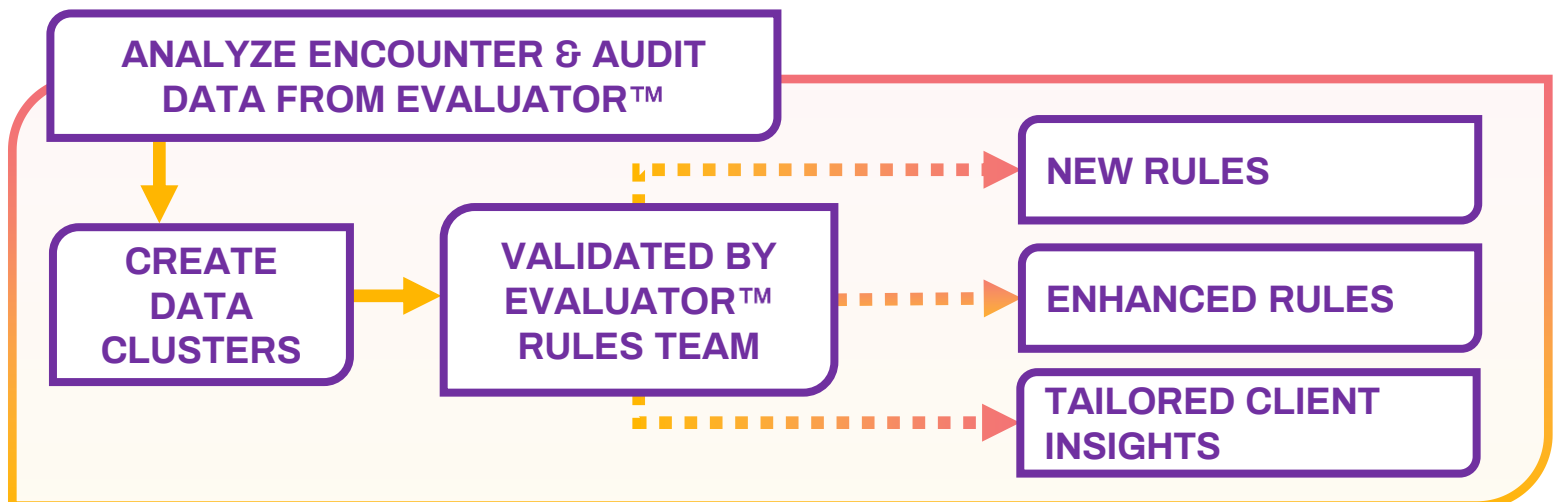 ANALYZE ENCOUNTER & AUDIT
DATA FROM EVALUATOR™
CREATE
DATA
CLUSTERS
VALIDATED BY
EVALUATOR™
RULES TEAM
NEW RULES
ENHANCED RULES
TAILORED CLIENT
INSIGHTS